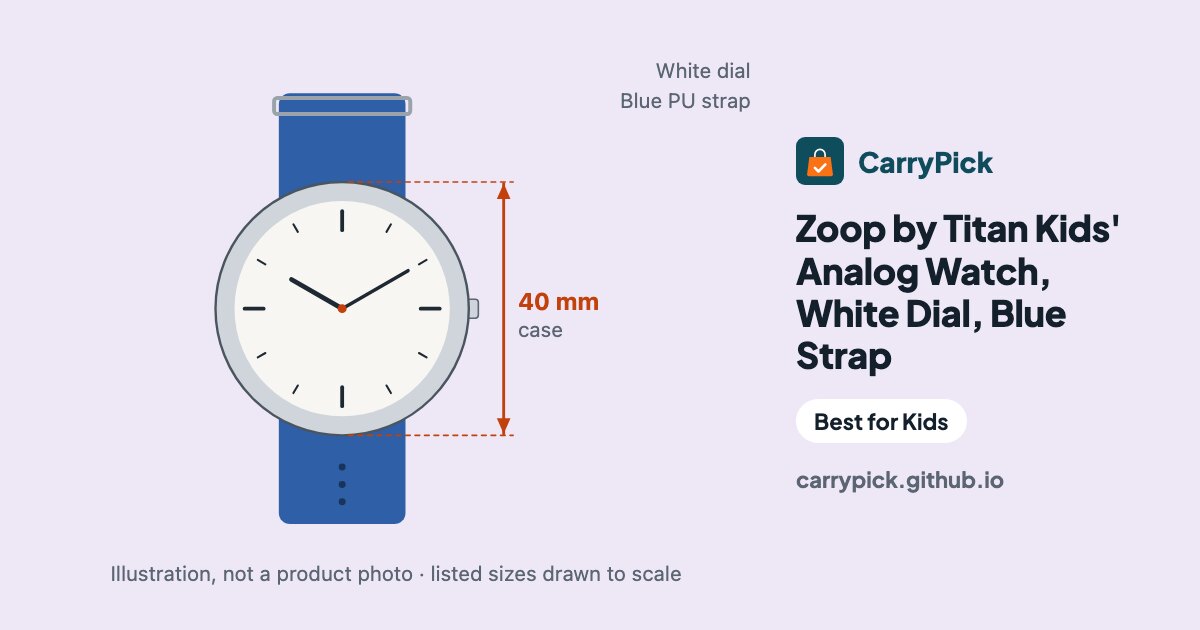 White dial
Blue PU strap
40 mm
case
CarryPick
Zoop by Titan Kids'
Analog Watch,
White Dial, Blue
Strap
Best for Kids
carrypick.github.io
Illustration, not a product photo · listed sizes drawn to scale